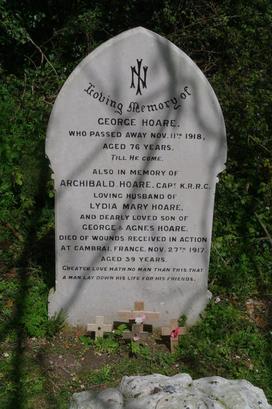 IN
Loving Memory of
GEORGE HOARE.
WHO PASSED AWAY NOV. 11TH 1918,
AGED 76 YEARS.
TILL HE COME.
ALSO IN MEMORY OF
ARCHIBALD HOARE, CAPT K.R.R.C.
LOVING HUSBAND OF
LYDIA MARY HOARE,
AND DEARLY LOVED SON OF
GEORGE & AGNES HOARE.
DIED OF WOUNDS RECEIVED IN ACTION
AT CAMBRAI, FRANCE, NOV. 27TH 1917.
AGED 39 YEARS.
GREATER LOVE HATH NO MAN THAN THIS THAT
A MAN LAY DOWN HIS LIFE FOR HIS FRIENDS.